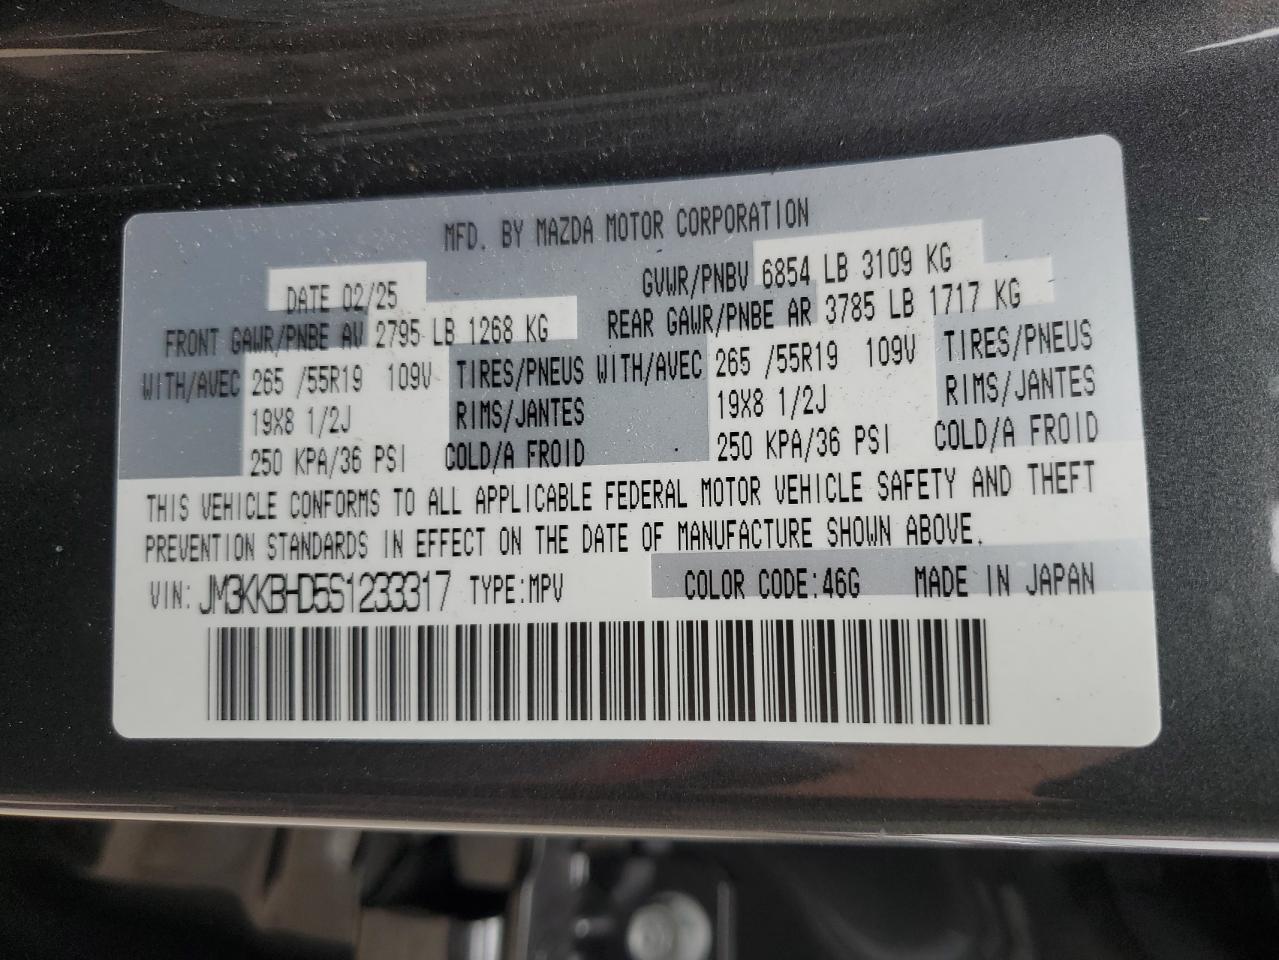 MFD. BY MAZDA MOTOR CORPORATION
DATE 02/25 GVWR/PNBV 6854 LB 3109 KG
FRONT GAWR/PNBE AV 2795 LB 1268 KG REAR GAWR/PNBE AR 3785 LB 1717 KG
WITH/AVEC 265 /55R19 109V TIRES/PNEUS WITH/AVEC 265 /55R19 109V TIRES/PNEUS
19X8 1/2J RIMS/JANTES 19X8 1/2J RIMS/JANTES
250 KPA/36 PSI COLD/A FROID 250 KPA/36 PSI COLD/A FROID
THIS VEHICLE CONFORMS TO ALL APPLICABLE FEDERAL MOTOR VEHICLE SAFETY AND THEFT
PREVENTION STANDARDS IN EFFECT ON THE DATE OF MANUFACTURE SHOWN ABOVE.
VIN: JM3KKBHD5S1233317 TYPE:MPV COLOR CODE:46G MADE IN JAPAN